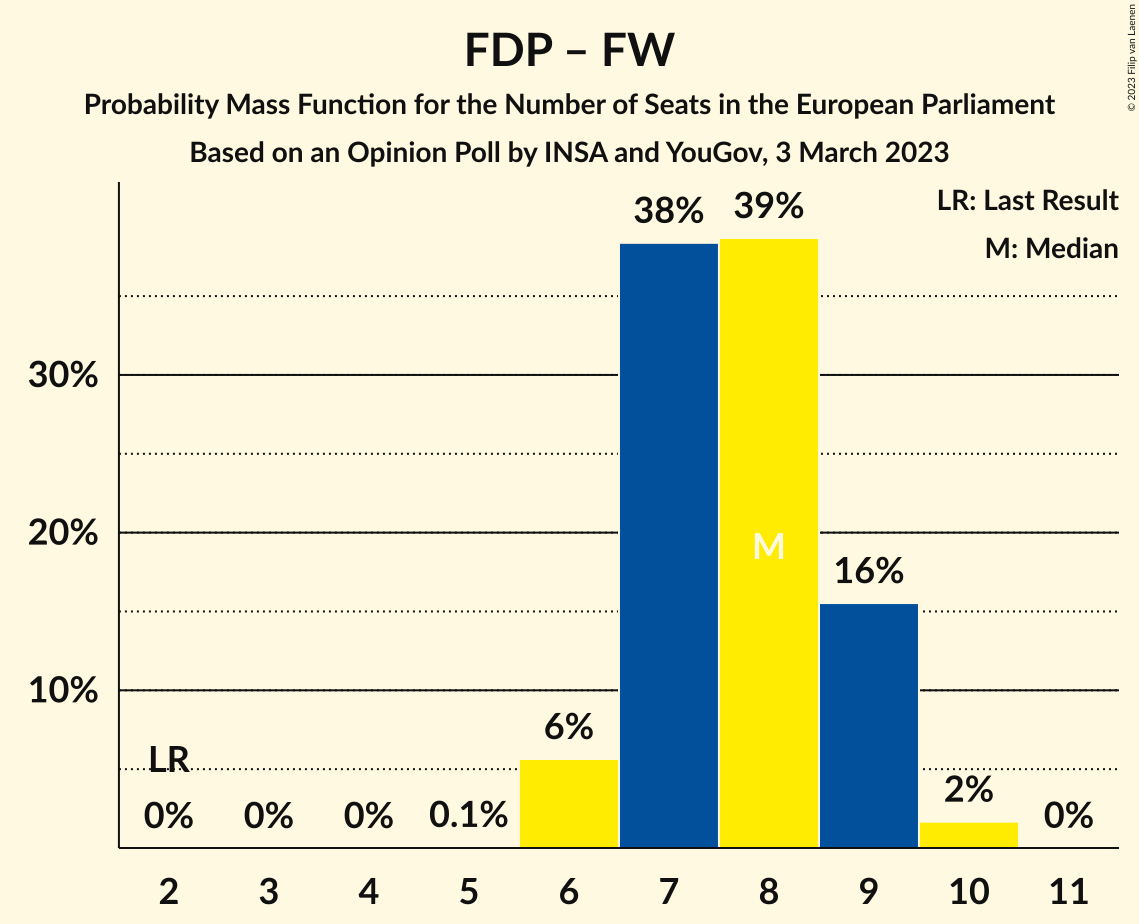 FDP – FW
Probability Mass Function for the Number of Seats in the European Parliament
Based on an Opinion Poll by INSA and YouGov, 3 March 2023
© 2023 Filip van Laenen
LR: Last Result
M: Median
38%
39%
30%
20%
M
16%
10%
6%
LR
2%
0%
0%
0%
0.1%
0%
2
3
4
5
6
7
8
9
10
11